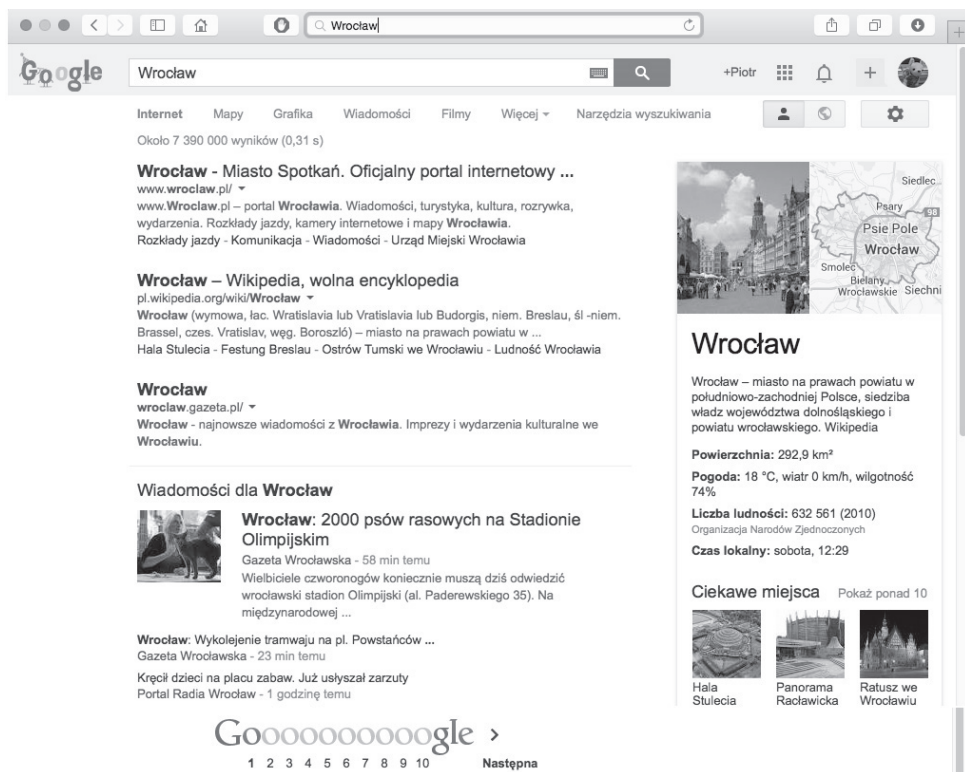 Wrocław
Google
Wrocław
+Piotr
Internet Mapy Grafika Wiadomości Filmy Więcej Narzędzia wyszukiwania
Około 7 390 000 wyników (0,31 s)
Wrocław - Miasto Spotkań. Oficjalny portal internetowy ...
www.wroclaw.pl/
www.Wroclaw.pl – portal Wrocławia. Wiadomości, turystyka, kultura, rozrywka,
wydarzenia. Rozkłady jazdy, kamery internetowe i mapy Wrocławia.
Rozkłady jazdy - Komunikacja - Wiadomości - Urząd Miejski Wrocławia
Wrocław – Wikipedia, wolna encyklopedia
pl.wikipedia.org/wiki/Wrocław
Wrocław (wymowa, łac. Wratislavia lub Vratislavia lub Budorgis, niem. Breslau, śl -niem.
Brassel, czes. Vratislav, węg. Boroszló) – miasto na prawach powiatu w ...
Hala Stulecia - Festung Breslau - Ostrów Tumski we Wrocławiu - Ludność Wrocławia
Wrocław
wroclaw.gazeta.pl/
Wrocław - najnowsze wiadomości z Wrocławia. Imprezy i wydarzenia kulturalne we
Wrocławiu.
Wiadomości dla Wrocław
Wrocław: 2000 psów rasowych na Stadionie
Olimpijskim
Gazeta Wrocławska - 58 min temu
Wielbiciele czworonogów koniecznie muszą dziś odwiedzić
wrocławski stadion Olimpijski (al. Paderewskiego 35). Na
międzynarodowej ...
Wrocław: Wykolejenie tramwaju na pl. Powstańców ...
Gazeta Wrocławska - 23 min temu
Kręcił dzieci na placu zabaw. Już usłyszał zarzuty
Portal Radia Wrocław - 1 godzinę temu
Siedlec
Psary
98
Psie Pole
Wrocław
Smolec
Bielany
Wrocławskie
Siechni
Wrocław
Wrocław – miasto na prawach powiatu w
południowo-zachodniej Polsce, siedziba
władz województwa dolnośląskiego i
powiatu wrocławskiego. Wikipedia
Powierzchnia: 292,9 km²
Pogoda: 18 °C, wiatr 0 km/h, wilgotność
74%
Liczba ludności: 632 561 (2010)
Organizacja Narodów Zjednoczonych
Czas lokalny: sobota, 12:29
Ciekawe miejsca Pokaż ponad 10
Hala
Stulecia
Panorama
Racławicka
Ratusz we
Wrocławiu
Goooooooooogle >
1 2 3 4 5 6 7 8 9 10 Następna